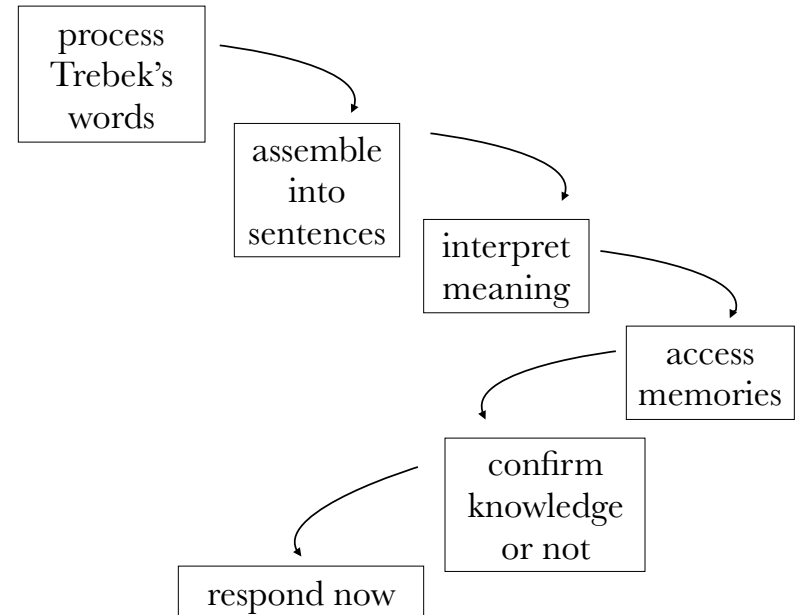 process
Trebek’s
words
assemble
into
sentences
interpret
meaning
access
memories
confirm
knowledge
or not
respond now